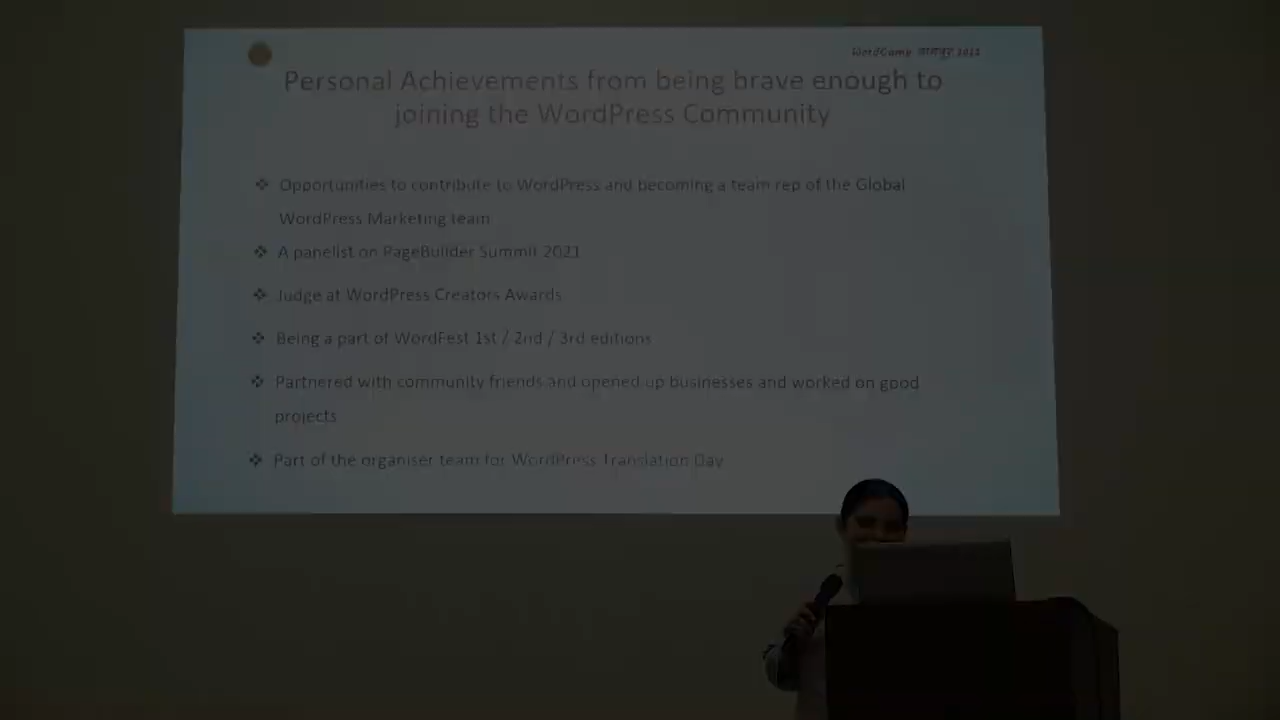 WordCamp नागपुर 2023
Personal Achievements from being brave enough to
joining the WordPress Community
❖ Opportunities to contribute to WordPress and becoming a team rep of the Global
WordPress Marketing team
❖ A panelist on PageBuilder Summit 2021
❖ Judge at WordPress Creators Awards
❖ Being a part of WordFest 1st / 2nd / 3rd editions
❖ Partnered with community friends and opened up businesses and worked on good
projects
❖ Part of the organiser team for WordPress Translation Day